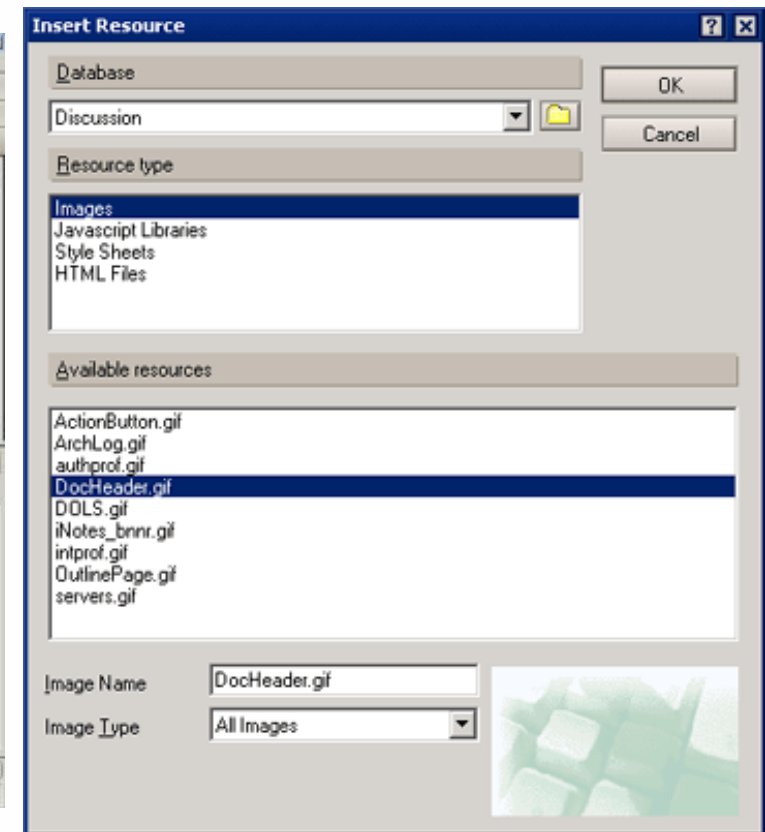 Insert Resource
Database
OK
Discussion
Cancel
Resource type
Images
Javascript Libraries
Style Sheets
HTML Files
Available resources
ActionButton.gif
ArchLog.gif
authprof.gif
DocHeader.gif
DOLS.gif
iNotes_bnnr.gif
intprof.gif
OutlinePage.gif
servers.gif
Image Name
DocHeader.gif
Image Type
All Images